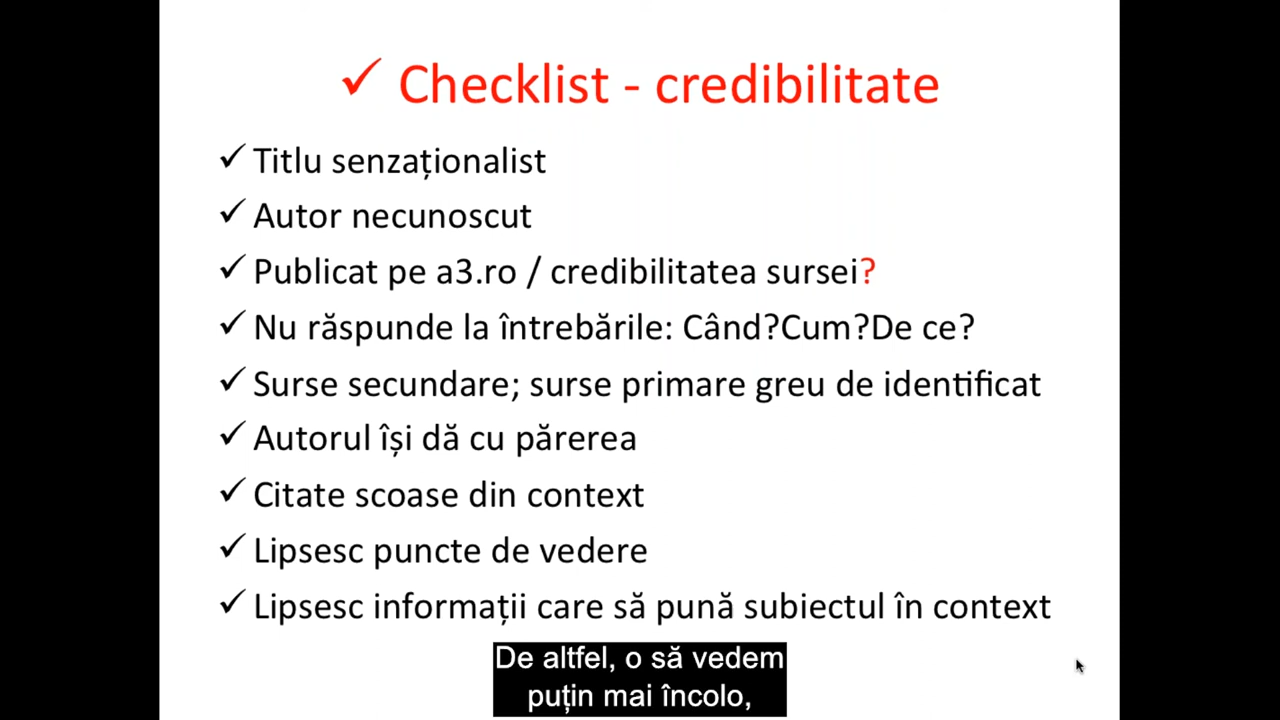 ✓ Checklist - credibilitate
✓ Titlu senzaționalist
✓ Autor necunoscut
✓ Publicat pe a3.ro / credibilitatea sursei?
✓ Nu răspunde la întrebările: Când?Cum?De ce?
✓ Surse secundare; surse primare greu de identificat
✓ Autorul își dă cu părerea
✓ Citate scoase din context
✓ Lipsesc puncte de vedere
✓ Lipsesc informații care să pună subiectul în context
De altfel, o să vedem
puțin mai încolo,